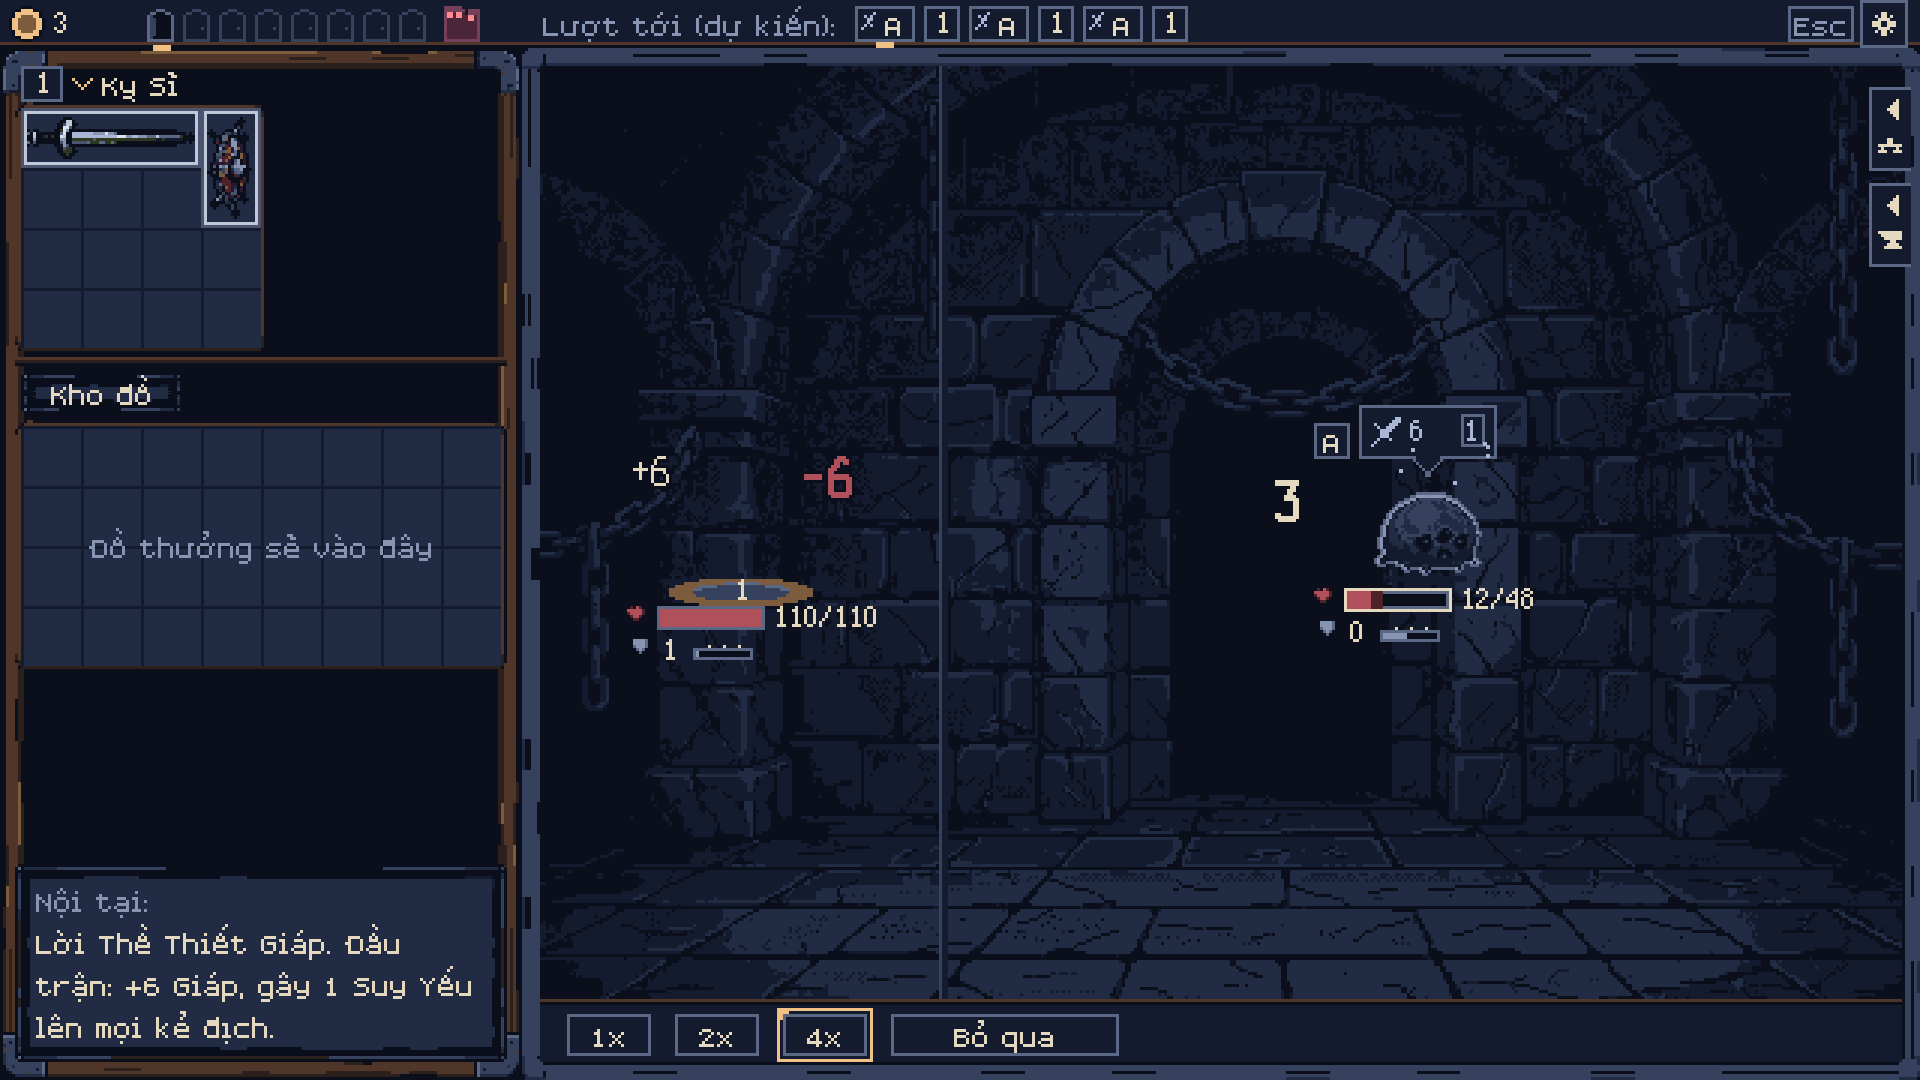 3
Lượt tới (dự kiến): A 1 A 1 A 1
Esc
1 Kỵ Sĩ
Kho đồ
Đồ thưởng sẽ vào đây
Nội tại:
Lời Thề Thiết Giáp. Đầu
trận: +6 Giáp, gây 1 Suy Yếu
lên mọi kẻ địch.
+6
-6
1
110/110
1
A
6 1
3
12/48
0
1x
2x
4x
Bỏ qua